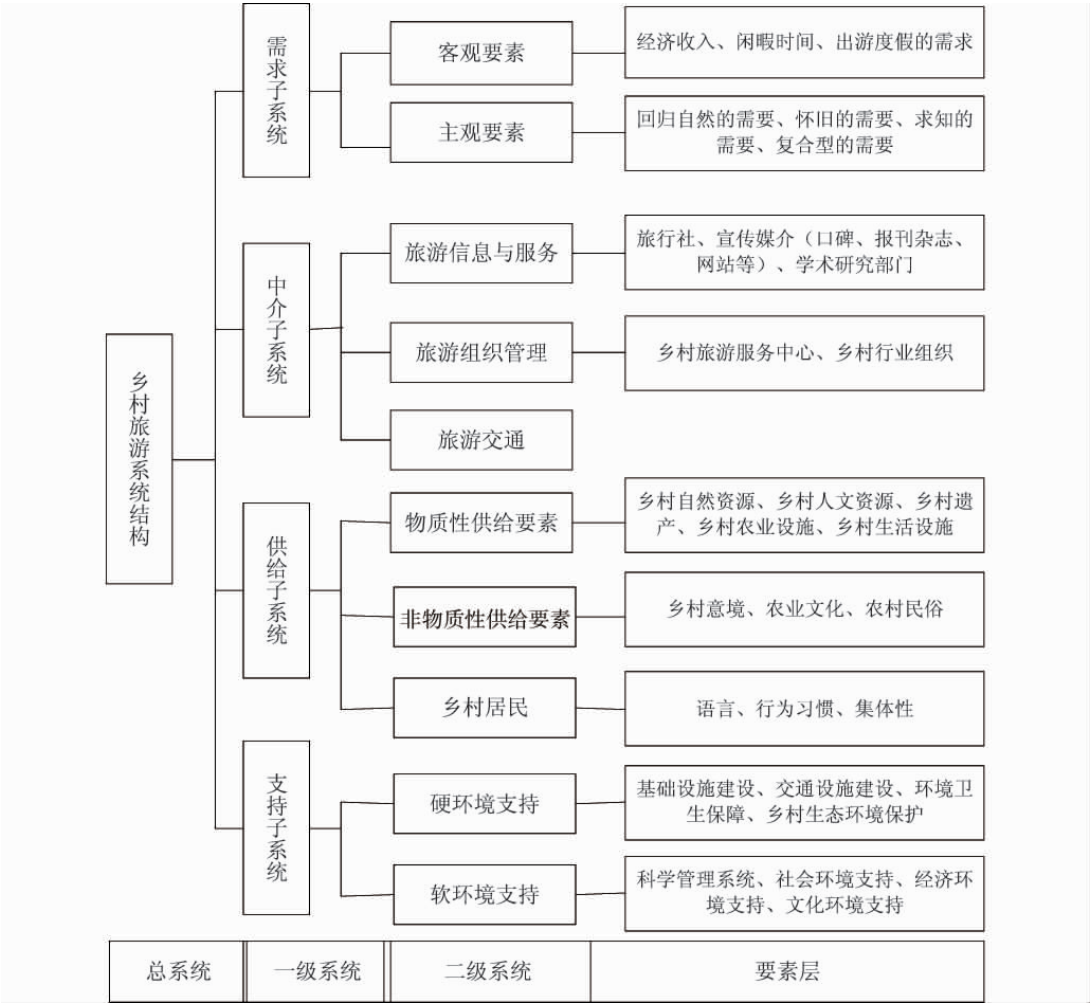 乡村旅游系统结构
需求子系统
客观要素
经济收入、闲暇时间、出游度假的需求
主观要素
回归自然的需要、怀旧的需要、求知的
需要、复合型的需要
中介子系统
旅游信息与服务
旅行社、宣传媒介（口碑、报刊杂志、
网站等）、学术研究部门
旅游组织管理
乡村旅游服务中心、乡村行业组织
旅游交通
供给子系统
物质性供给要素
乡村自然资源、乡村人文资源、乡村遗
产、乡村农业设施、乡村生活设施
非物质性供给要素
乡村意境、农业文化、农村民俗
乡村居民
语言、行为习惯、集体性
支持子系统
硬环境支持
基础设施建设、交通设施建设、环境卫
生保障、乡村生态环境保护
软环境支持
科学管理系统、社会环境支持、经济环
境支持、文化环境支持
总系统
一级系统
二级系统
要素层